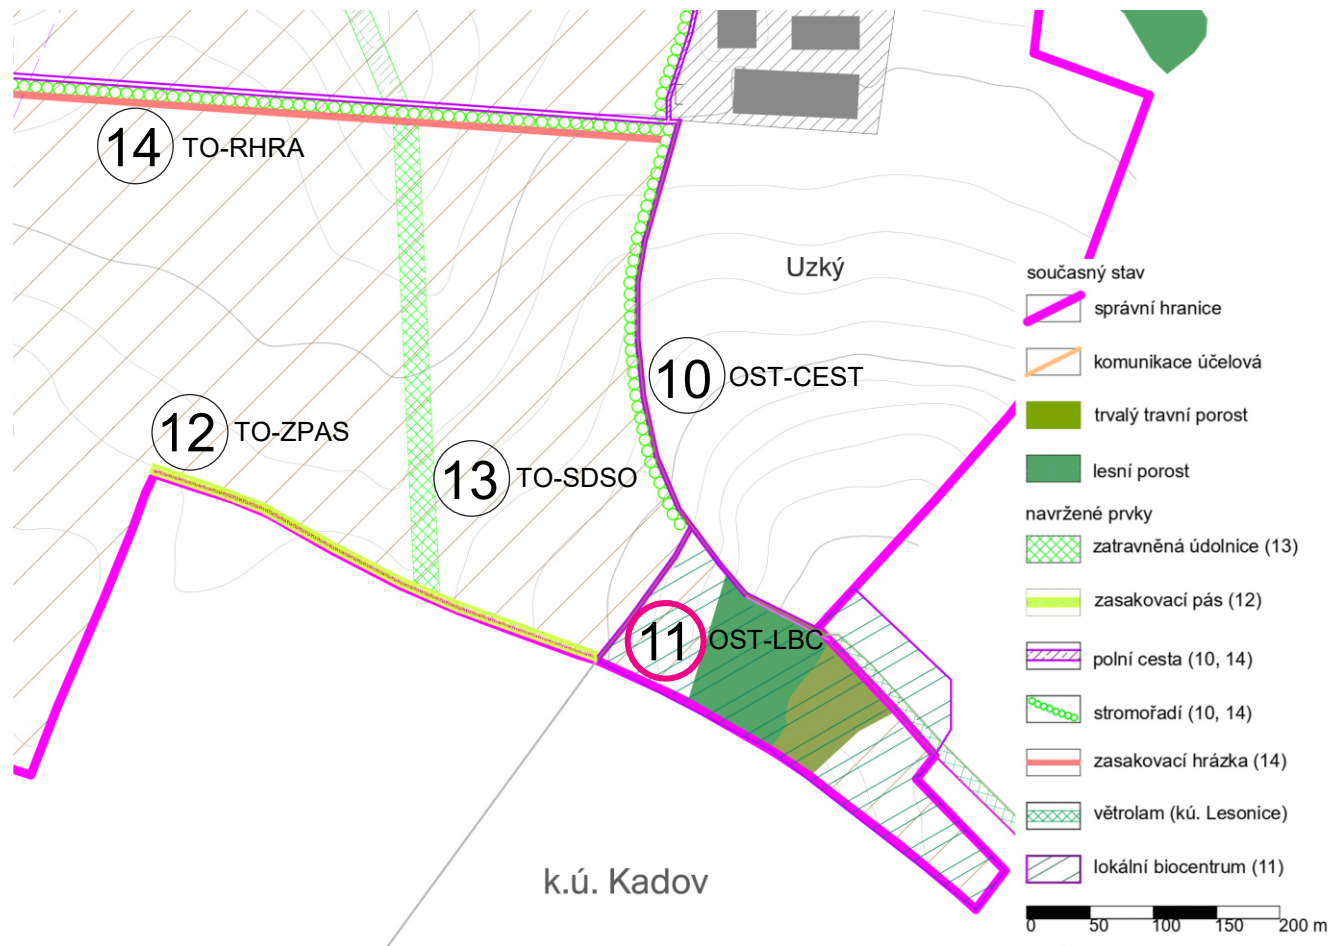 14 TO-RHRA
Uzký
10 OST-CEST
12 TO-ZPAS
13 TO-SDSO
11 OST-LBC
k.ú. Kadov
současný stav
správní hranice
komunikace účelová
trvalý travní porost
lesní porost
navržené prvky
zatravněná údolnice (13)
zasakovací pás (12)
polní cesta (10, 14)
stromořadí (10, 14)
zasakovací hrázka (14)
větrolam (kú. Lesonice)
lokální biocentrum (11)
0 50 100 150 200 m